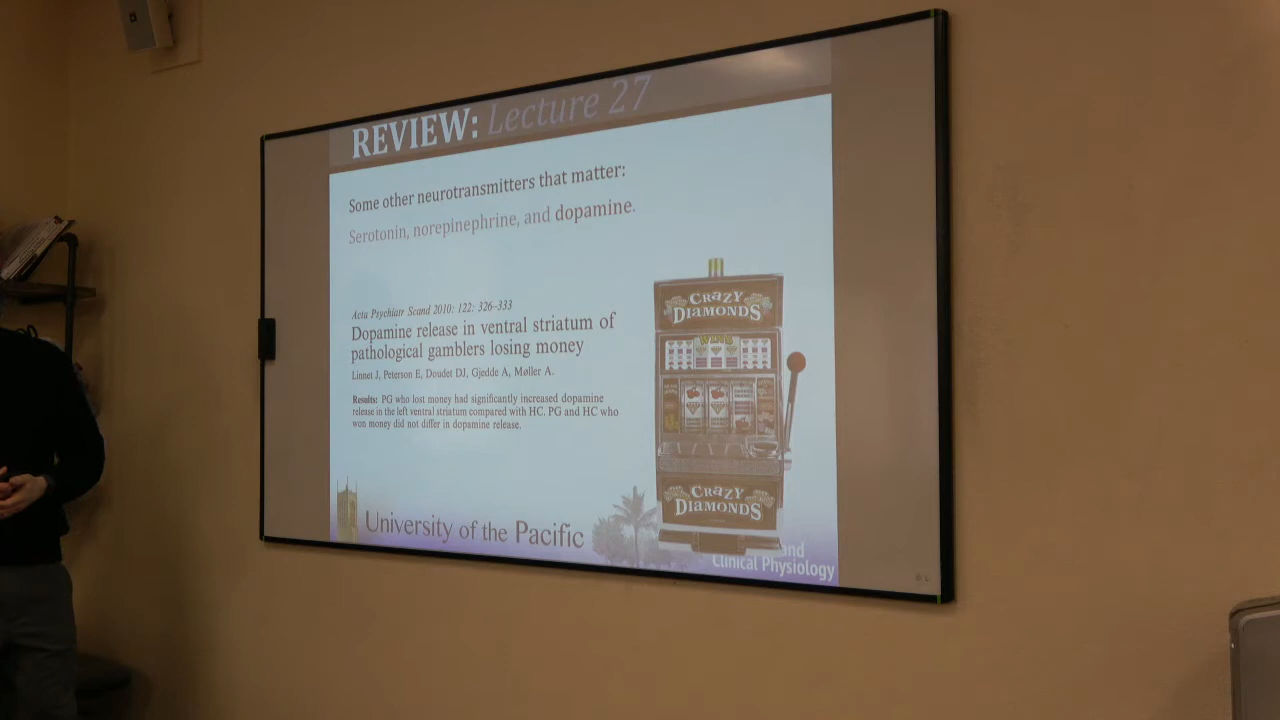 REVIEW: Lecture 27
Some other neurotransmitters that matter:
Serotonin, norepinephrine, and dopamine.
Acta Psychiatr Scand 2010: 122: 326–333
Dopamine release in ventral striatum of
pathological gamblers losing money
Linnet J, Peterson E, Doudet DJ, Gjedde A, Møller A.
Results: PG who lost money had significantly increased dopamine
release in the left ventral striatum compared with HC. PG and HC who
won money did not differ in dopamine release.
CRAZY
DIAMONDS
CRAZY
DIAMONDS
University of the Pacific
and
Clinical Physiology